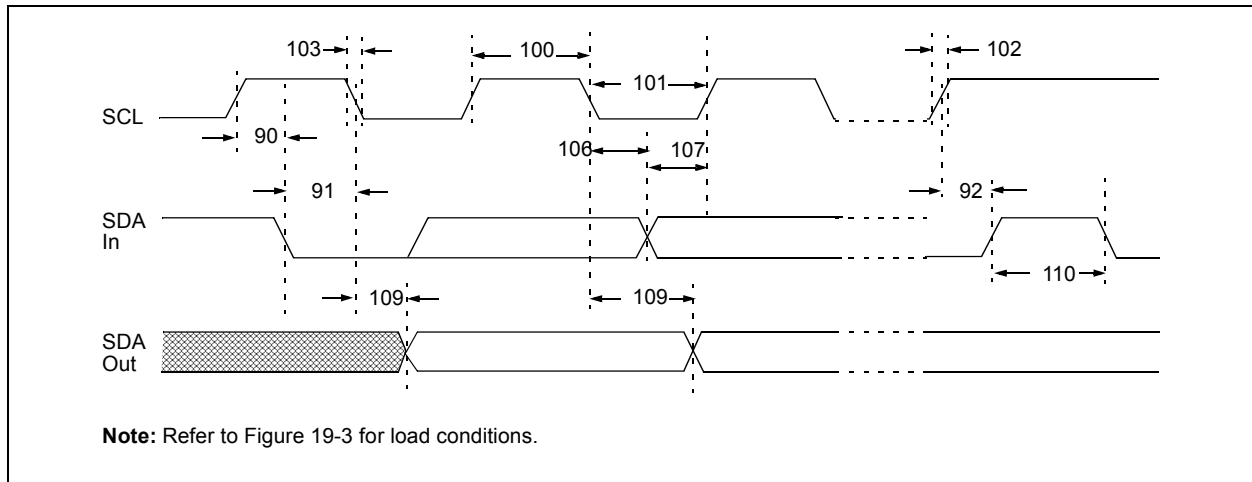 103
100
102
101
SCL
90
106
107
91
92
SDA
In
110
109
109
SDA
Out
Note: Refer to Figure 19-3 for load conditions.